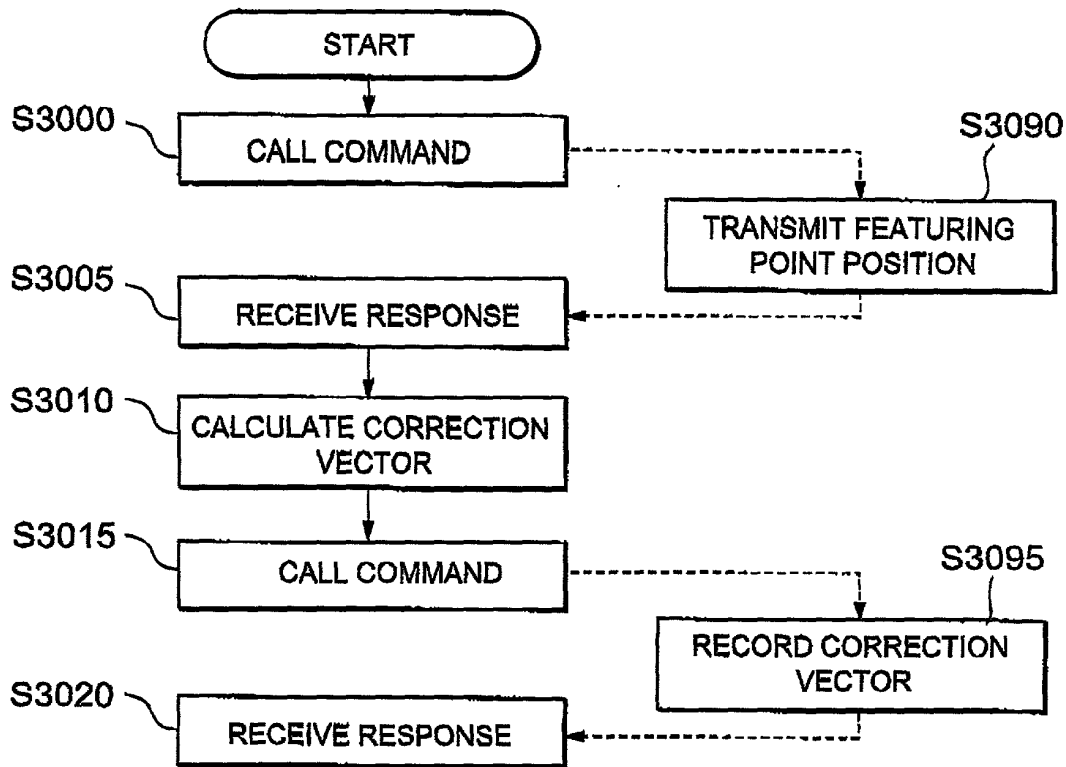 START
S3000
CALL COMMAND
S3090
TRANSMIT FEATURING
POINT POSITION
S3005
RECEIVE RESPONSE
S3010
CALCULATE CORRECTION
VECTOR
S3015
CALL COMMAND
S3095
RECORD CORRECTION
VECTOR
S3020
RECEIVE RESPONSE